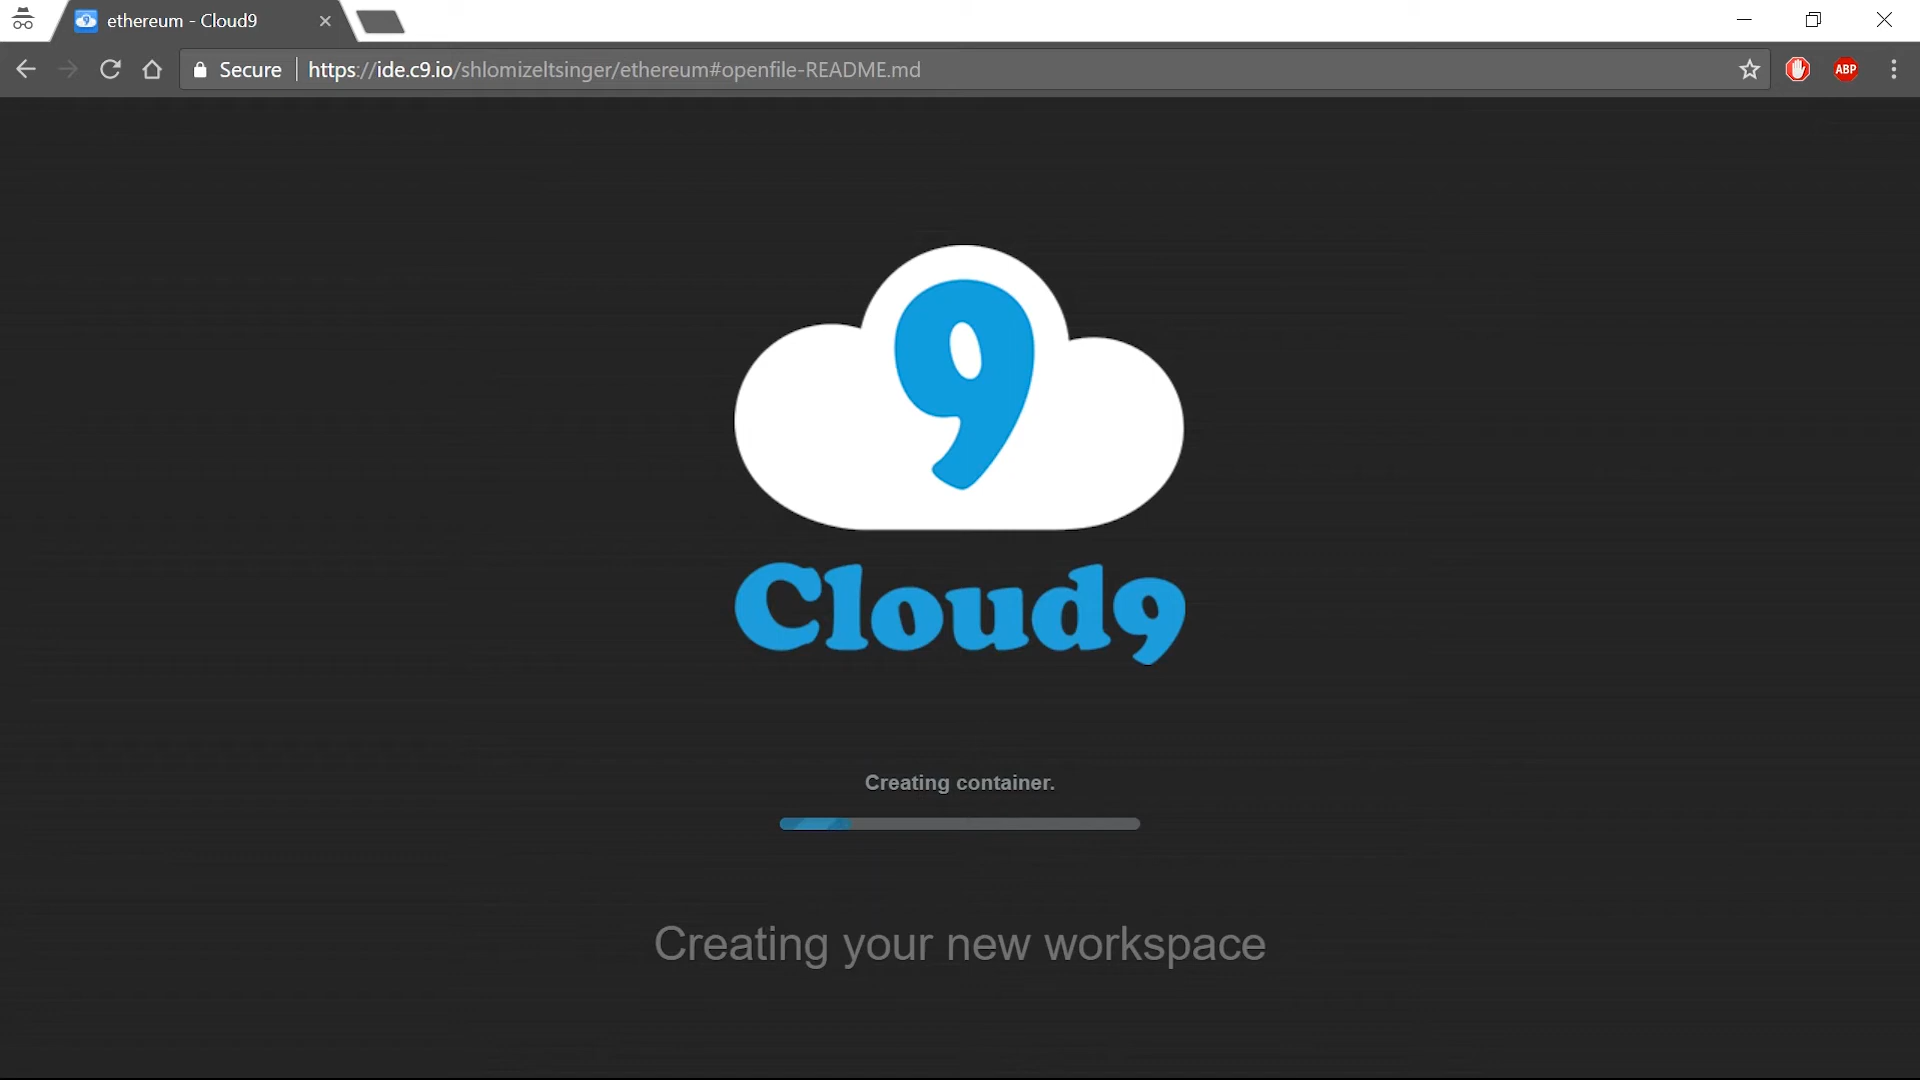 ethereum - Cloud9
Secure https://ide.c9.io/shlomizeltsinger/ethereum#openfile-README.md
ABP
9
Cloud9
Creating container.
Creating your new workspace